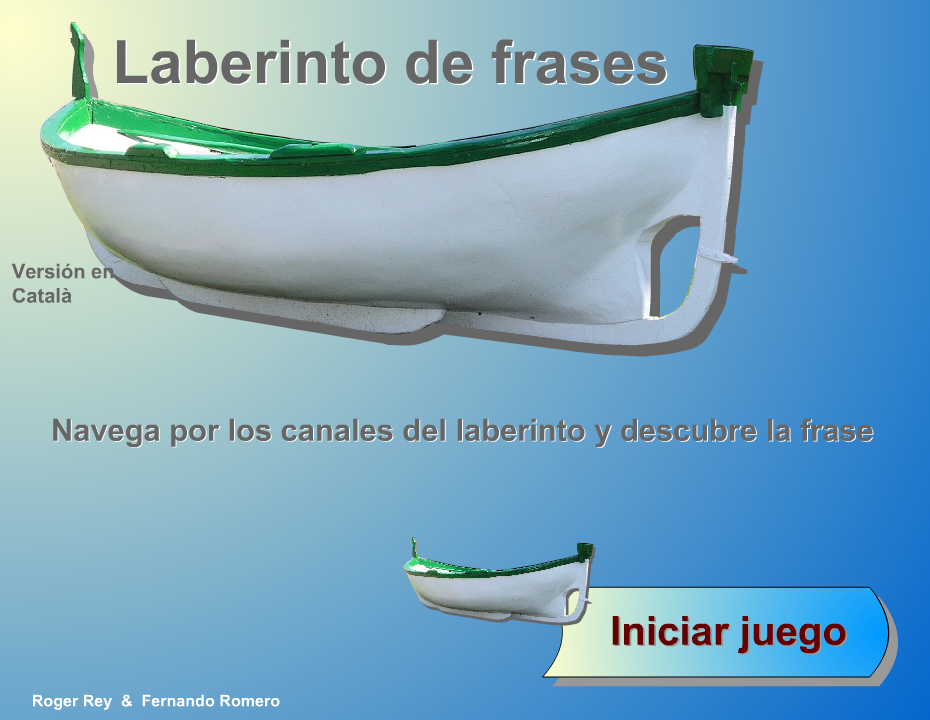 Laberinto de frases
Versión en
Català
Navega por los canales del laberinto y descubre la frase
Iniciar juego
Roger Rey & Fernando Romero